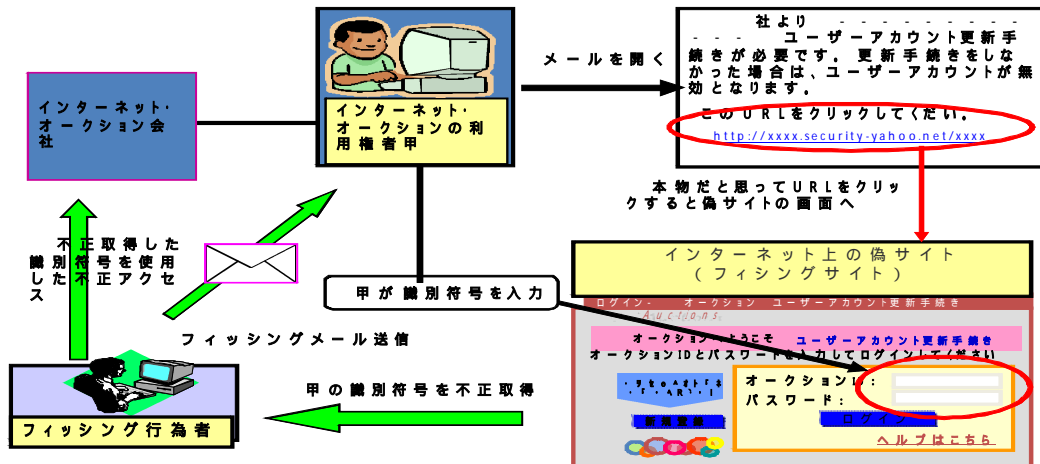 インターネット・
オークション会
社
インターネット・
オークションの利
用権者甲
メールを開く
社より - - - - - - - - - -
- - - ユーザーアカウント更新手
続きが必要です。更新手続きをしな
かった場合は、ユーザーアカウントが無
効となります。
このURLをクリックしてくだい。
http://xxxx.security-yahoo.net/xxxx
本物だと思ってURLをクリッ
クすると偽サイトの画面へ
不正取得した
識別符号を使用
した不正アクセ
ス
フィッシングメール送信
甲が識別符号を入力
インターネット上の偽サイト
(フィシングサイト)
ログイン- オークション ユーザーアカウント更新手続き
Auctions
オークションへようこそ ユーザーアカウント更新手続き
オークションIDとパスワードを入力してログインしてください
オークションID:
パスワード:
新規登録
ログイン
ヘルプはこちら
甲の識別符号を不正取得
フィッシング行為者